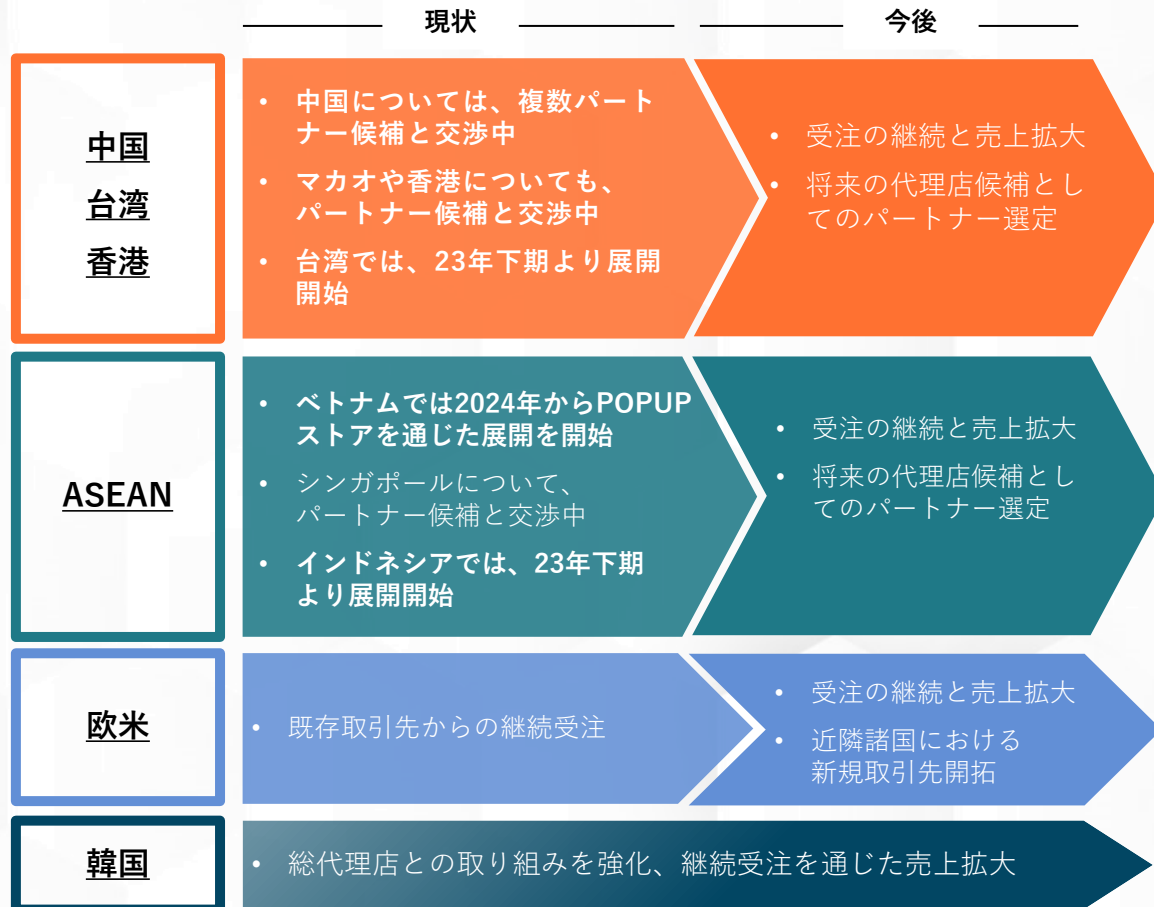 現状
今後
中国
台湾
香港
• 中国については、複数パート
ナー候補と交渉中
• マカオや香港についても、
パートナー候補と交渉中
• 台湾では、23年下期より展開
開始
• 受注の継続と売上拡大
• 将来の代理店候補とし
てのパートナー選定
ASEAN
• ベトナムでは2024年からPOPUP
ストアを通じた展開を開始
• シンガポールについて、
パートナー候補と交渉中
• インドネシアでは、23年下期
より展開開始
• 受注の継続と売上拡大
• 将来の代理店候補とし
てのパートナー選定
欧米
• 既存取引先からの継続受注
• 受注の継続と売上拡大
• 近隣諸国における
新規取引先開拓
韓国
• 総代理店との取り組みを強化、継続受注を通じた売上拡大